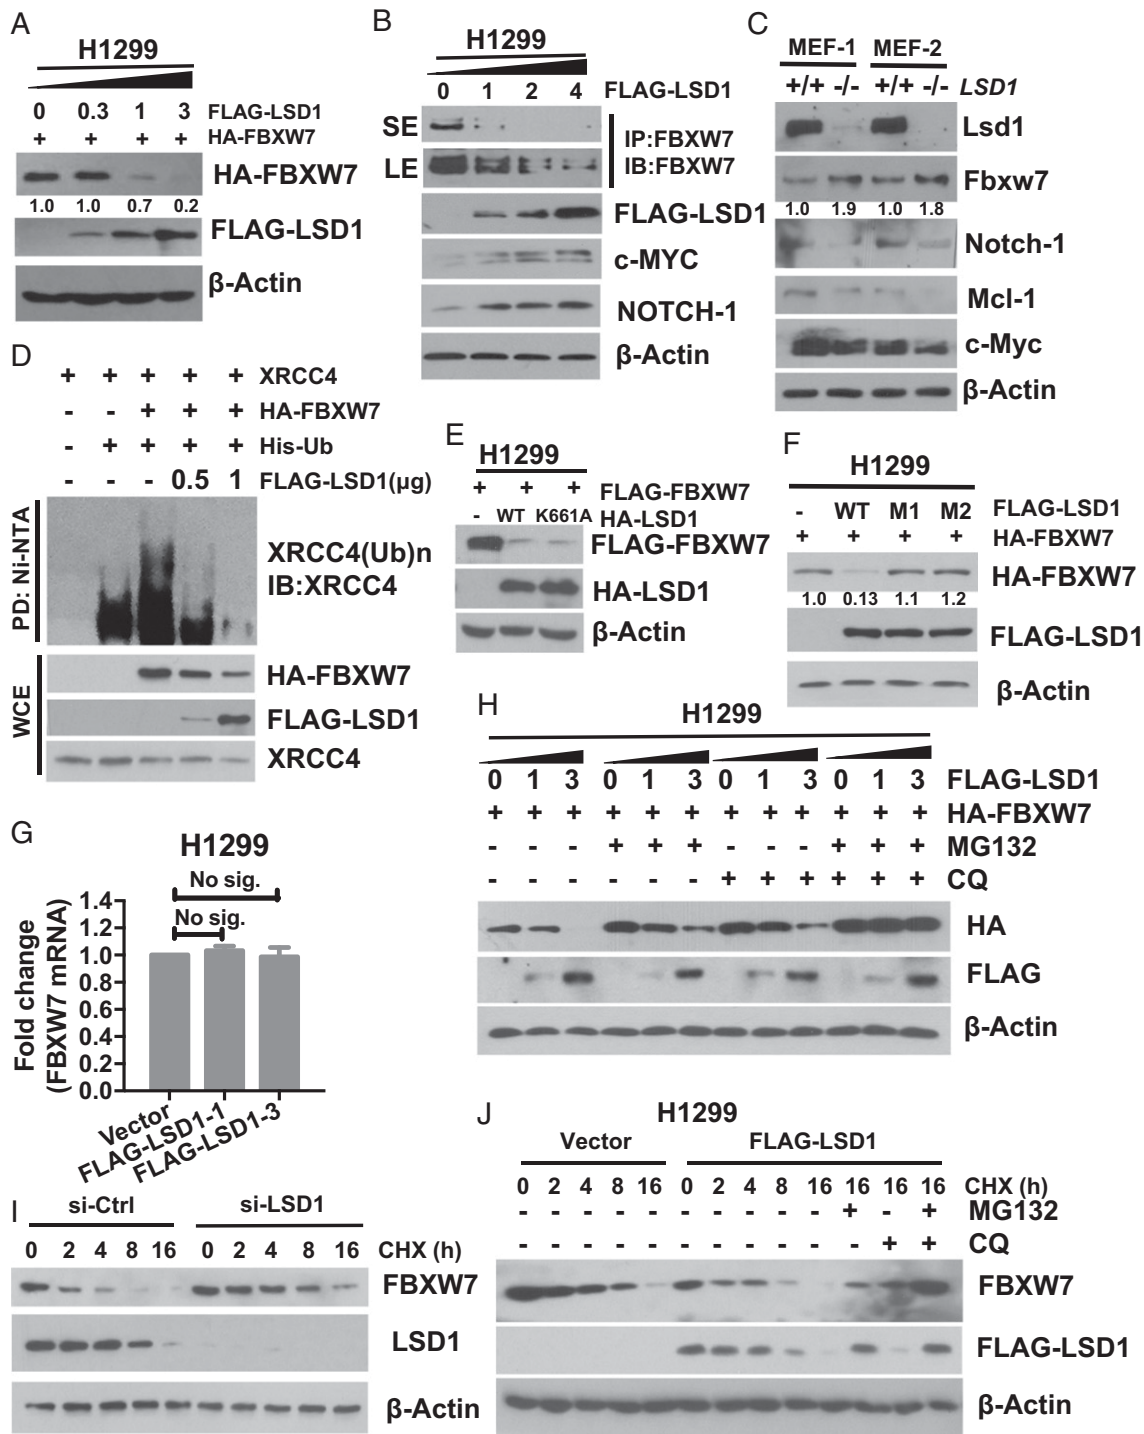 A
H1299
0 0.3 1 3 FLAG-LSD1
+ + + + HA-FBXW7
HA-FBXW7
1.0 1.0 0.7 0.2
FLAG-LSD1
β-Actin
B
H1299
0 1 2 4 FLAG-LSD1
SE
LE
IP:FBXW7
IB:FBXW7
FLAG-LSD1
c-MYC
NOTCH-1
β-Actin
C
MEF-1 MEF-2
+/+ -/- +/+ -/- LSD1
Lsd1
Fbxw7
1.0 1.9 1.0 1.8
Notch-1
Mcl-1
c-Myc
β-Actin
D
+ + + + + XRCC4
- - + + + HA-FBXW7
- + + + + His-Ub
- - - 0.5 1 FLAG-LSD1(μg)
PD: Ni-NTA
XRCC4(Ub)n
IB:XRCC4
WCE
HA-FBXW7
FLAG-LSD1
XRCC4
E
H1299
+ + + FLAG-FBXW7
- WT K661A HA-LSD1
FLAG-FBXW7
HA-LSD1
β-Actin
F
H1299
- WT M1 M2 FLAG-LSD1
+ + + + HA-FBXW7
HA-FBXW7
1.0 0.13 1.1 1.2
FLAG-LSD1
β-Actin
G
H1299
No sig.
No sig.
Fold change
(FBXW7 mRNA)
1.4
1.2
1.0
0.8
0.6
0.4
0.2
0.0
Vector
FLAG-LSD1-1
FLAG-LSD1-3
H
H1299
0 1 3 0 1 3 0 1 3 0 1 3 FLAG-LSD1
+ + + + + + + + + + + + HA-FBXW7
- - - + + + - - - + + + MG132
- - - - - - + + + + + + CQ
HA
FLAG
β-Actin
I
si-Ctrl si-LSD1
0 2 4 8 16 0 2 4 8 16 CHX (h)
FBXW7
LSD1
β-Actin
J
H1299
Vector FLAG-LSD1
0 2 4 8 16 0 2 4 8 16 16 16 16 CHX (h)
- - - - - - - - - - + - + MG132
- - - - - - - - - - - + + CQ
FBXW7
FLAG-LSD1
β-Actin